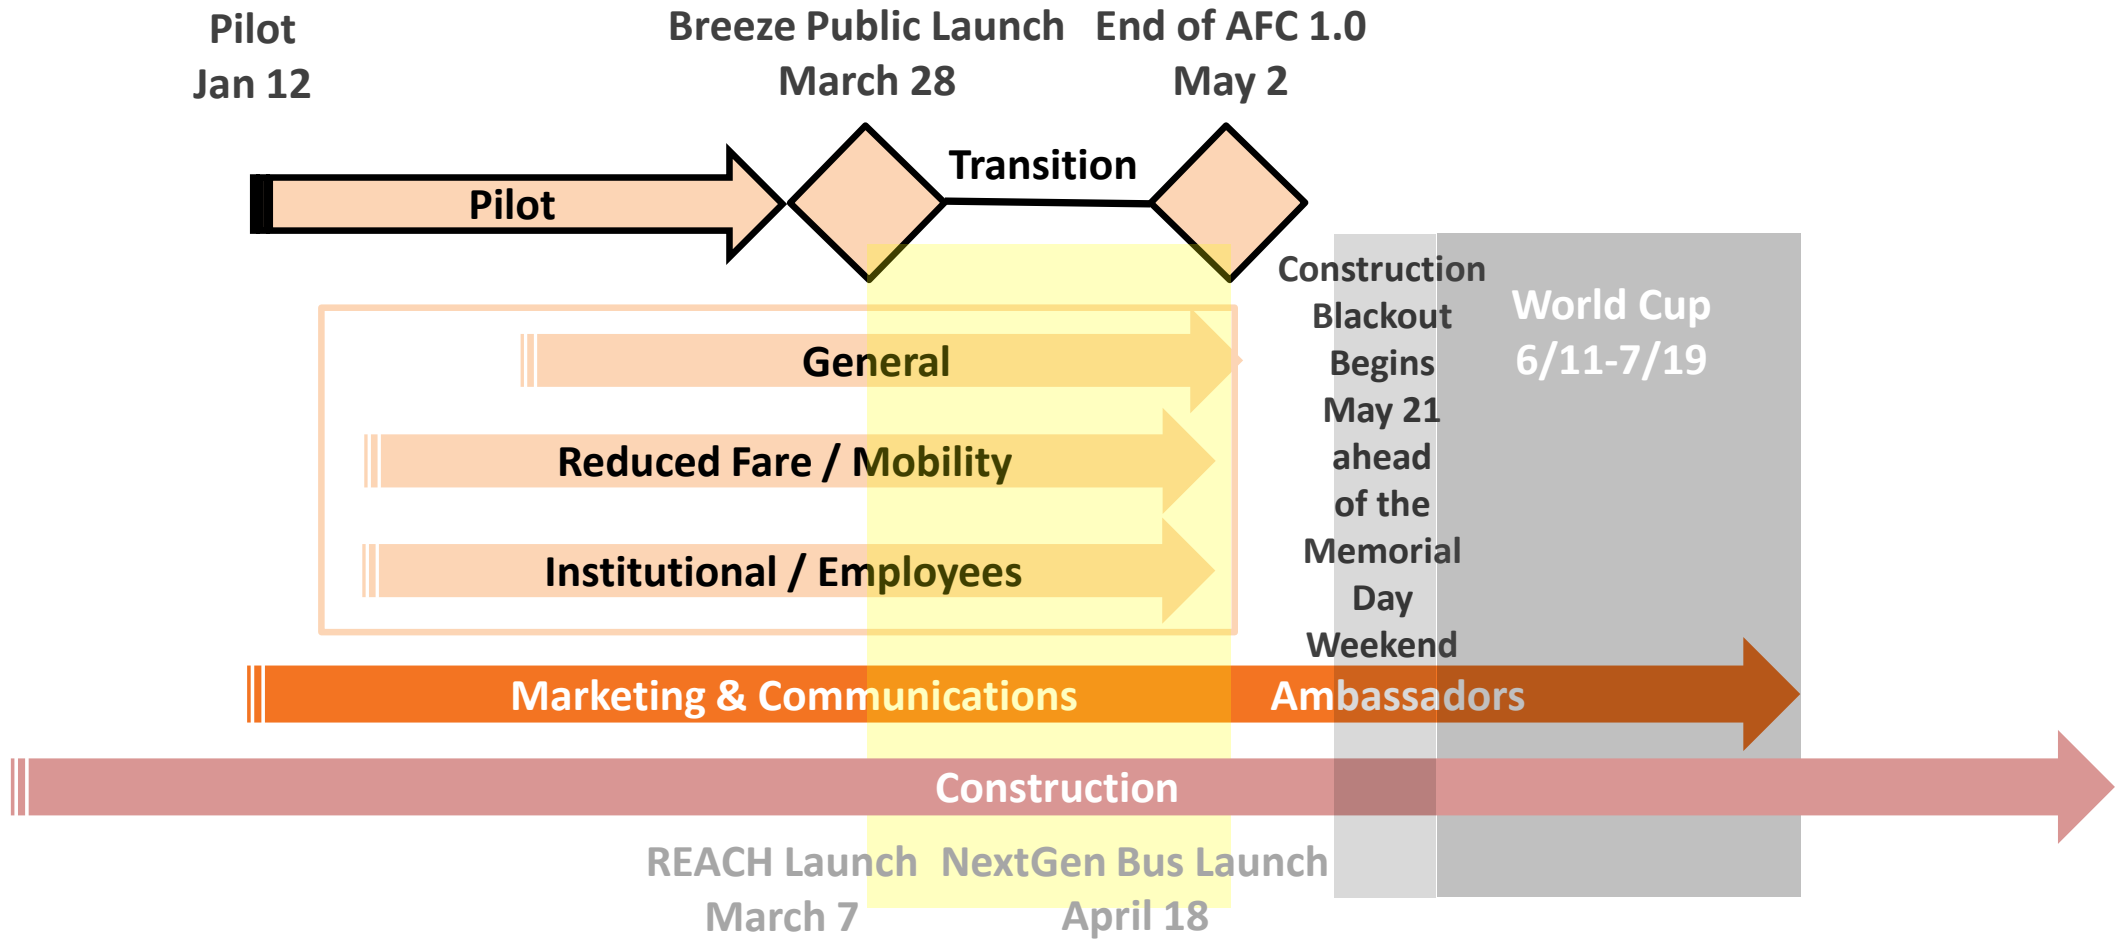 Pilot
Jan 12
Breeze Public Launch
March 28
End of AFC 1.0
May 2
Pilot
Transition
General
Reduced Fare / Mobility
Institutional / Employees
Construction
Blackout
Begins
May 21
ahead
of the
Memorial
Day
Weekend
World Cup
6/11-7/19
Marketing & Communications
Ambassadors
Construction
REACH Launch
March 7
NextGen Bus Launch
April 18